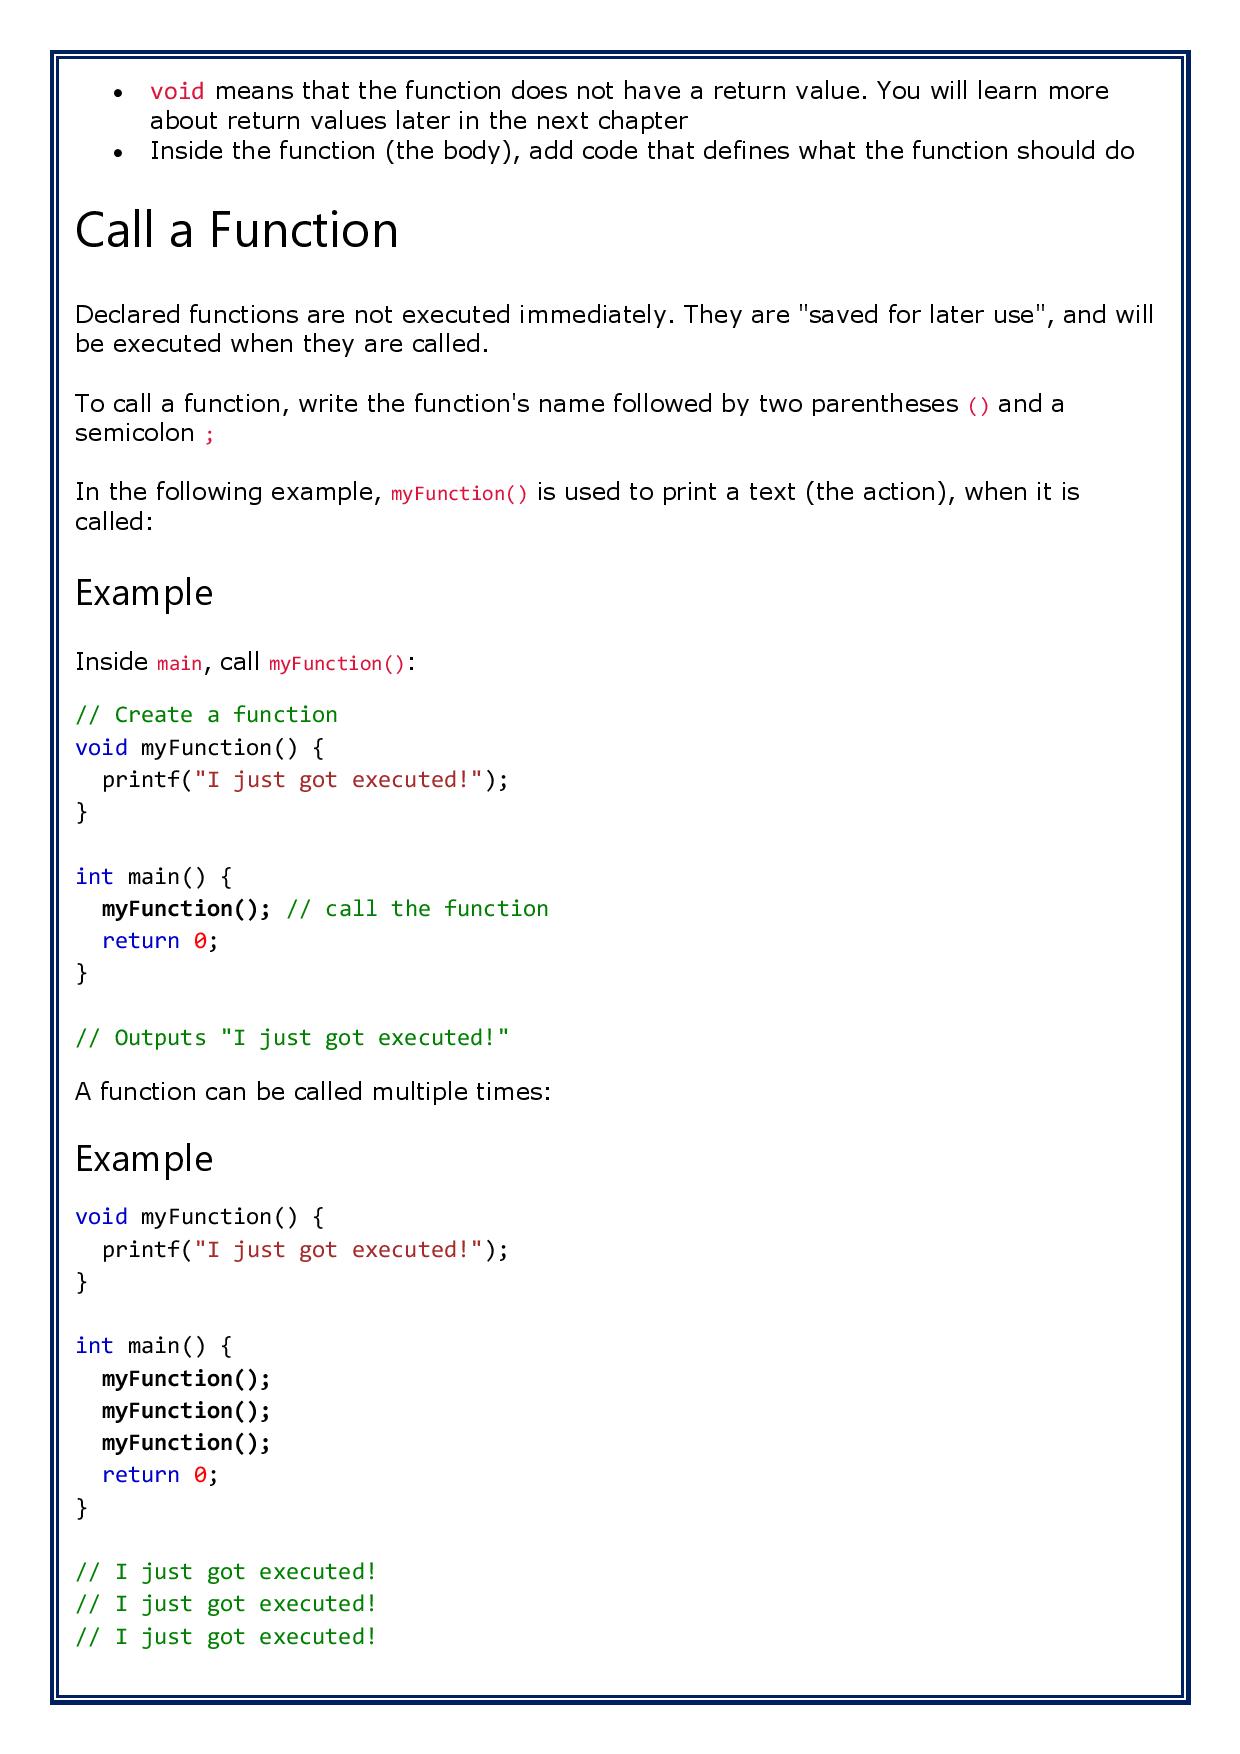 • void means that the function does not have a return value. You will learn more
about return values later in the next chapter
• Inside the function (the body), add code that defines what the function should do
Call a Function
Declared functions are not executed immediately. They are "saved for later use", and will
be executed when they are called.
To call a function, write the function's name followed by two parentheses () and a
semicolon ;
In the following example, myFunction() is used to print a text (the action), when it is
called:
Example
Inside main, call myFunction():
// Create a function
void myFunction() {
  printf("I just got executed!");
}
int main() {
  myFunction(); // call the function
  return 0;
}
// Outputs "I just got executed!"
A function can be called multiple times:
Example
void myFunction() {
  printf("I just got executed!");
}
int main() {
  myFunction();
  myFunction();
  myFunction();
  return 0;
}
// I just got executed!
// I just got executed!
// I just got executed!